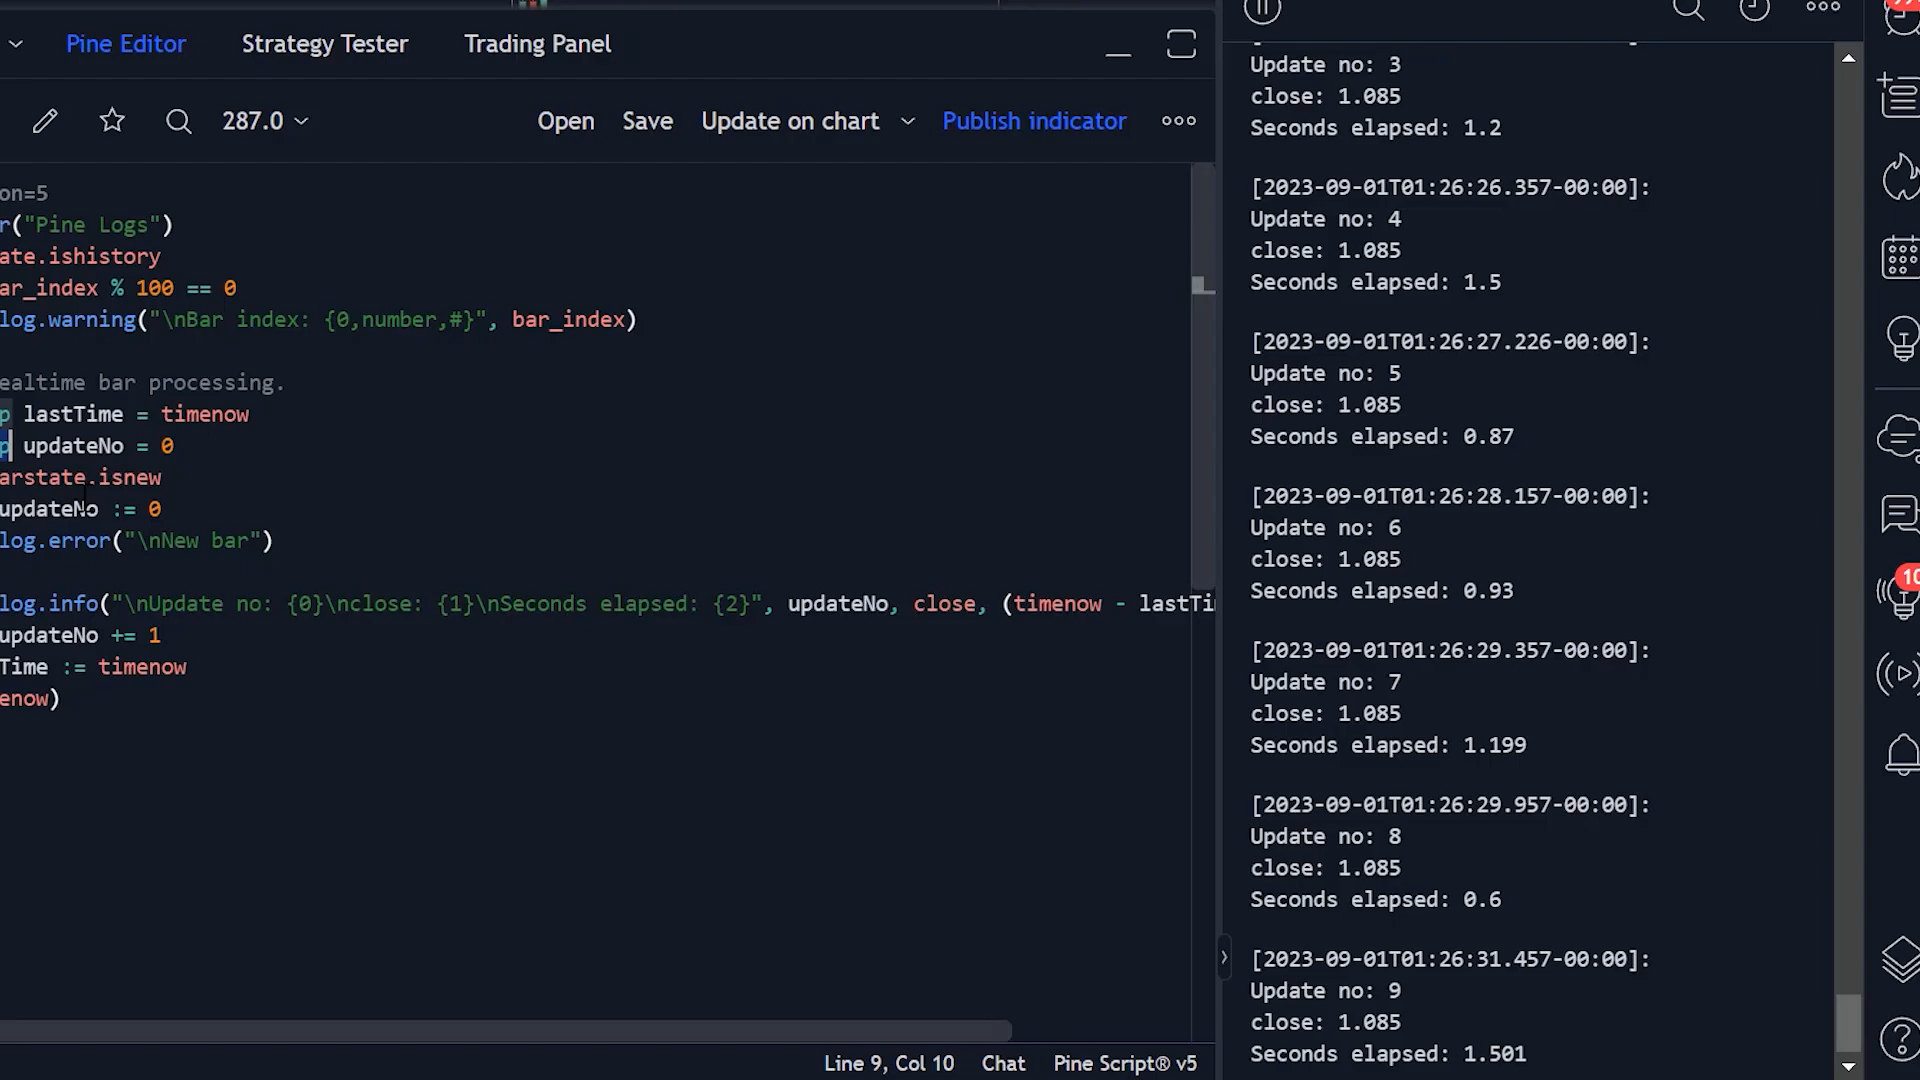 Pine Editor
Strategy Tester
Trading Panel
287.0
Open
Save
Update on chart
Publish indicator
on=5
r("Pine Logs")
ate.ishistory
ar_index % 100 == 0
log.warning("\nBar index: {0,number,#}", bar_index)
ealtime bar processing.
p lastTime = timenow
p updateNo = 0
arstate.isnew
updateNo := 0
log.error("\nNew bar")
log.info("\nUpdate no: {0}\nclose: {1}\nSeconds elapsed: {2}", updateNo, close, (timenow - lastTi
updateNo += 1
Time := timenow
enow)
Line 9, Col 10
Chat
Pine Script® v5
Update no: 3
close: 1.085
Seconds elapsed: 1.2
[2023-09-01T01:26:26.357-00:00]:
Update no: 4
close: 1.085
Seconds elapsed: 1.5
[2023-09-01T01:26:27.226-00:00]:
Update no: 5
close: 1.085
Seconds elapsed: 0.87
[2023-09-01T01:26:28.157-00:00]:
Update no: 6
close: 1.085
Seconds elapsed: 0.93
[2023-09-01T01:26:29.357-00:00]:
Update no: 7
close: 1.085
Seconds elapsed: 1.199
[2023-09-01T01:26:29.957-00:00]:
Update no: 8
close: 1.085
Seconds elapsed: 0.6
[2023-09-01T01:26:31.457-00:00]:
Update no: 9
close: 1.085
Seconds elapsed: 1.501
10